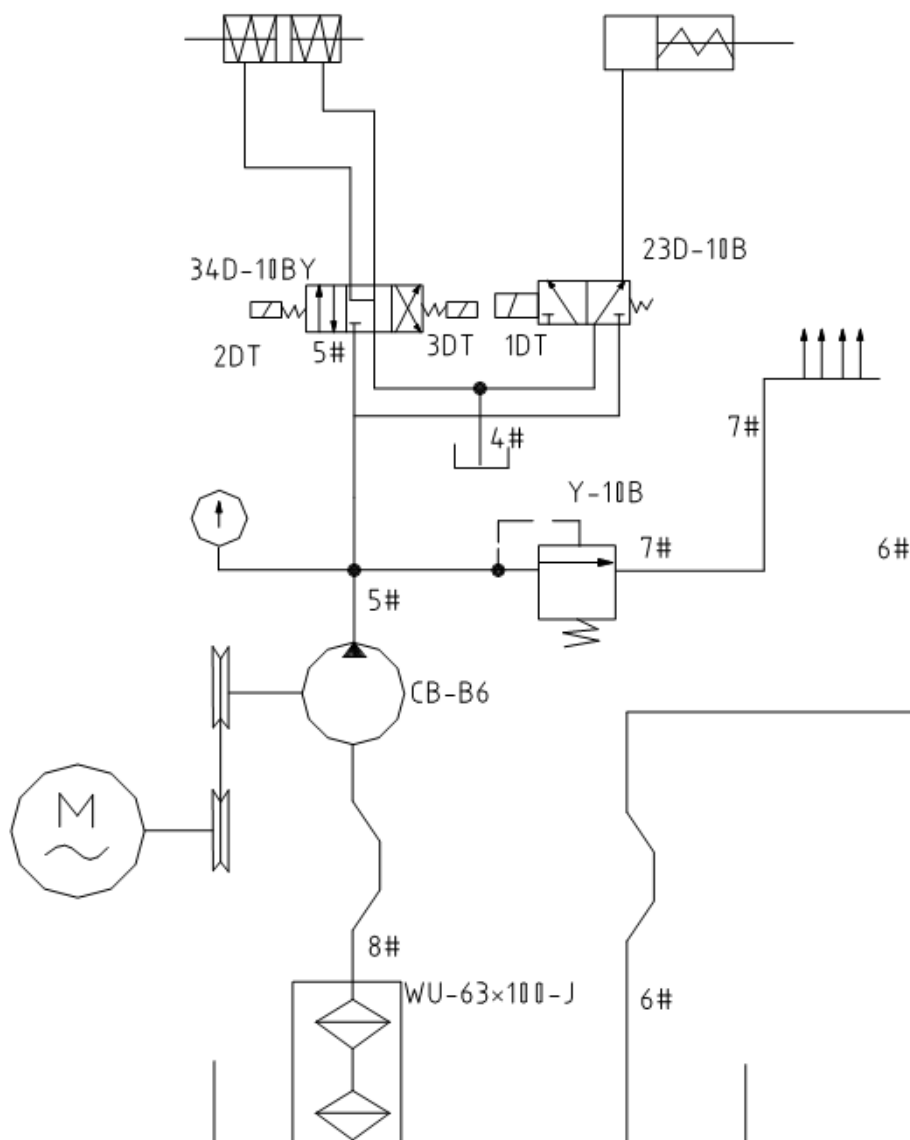 34D-10BY
23D-10B
2DT
5#
3DT
1DT
4#
7#
Y-10B
7#
6#
5#
CB-B6
M
8#
WU-63×100-J
6#